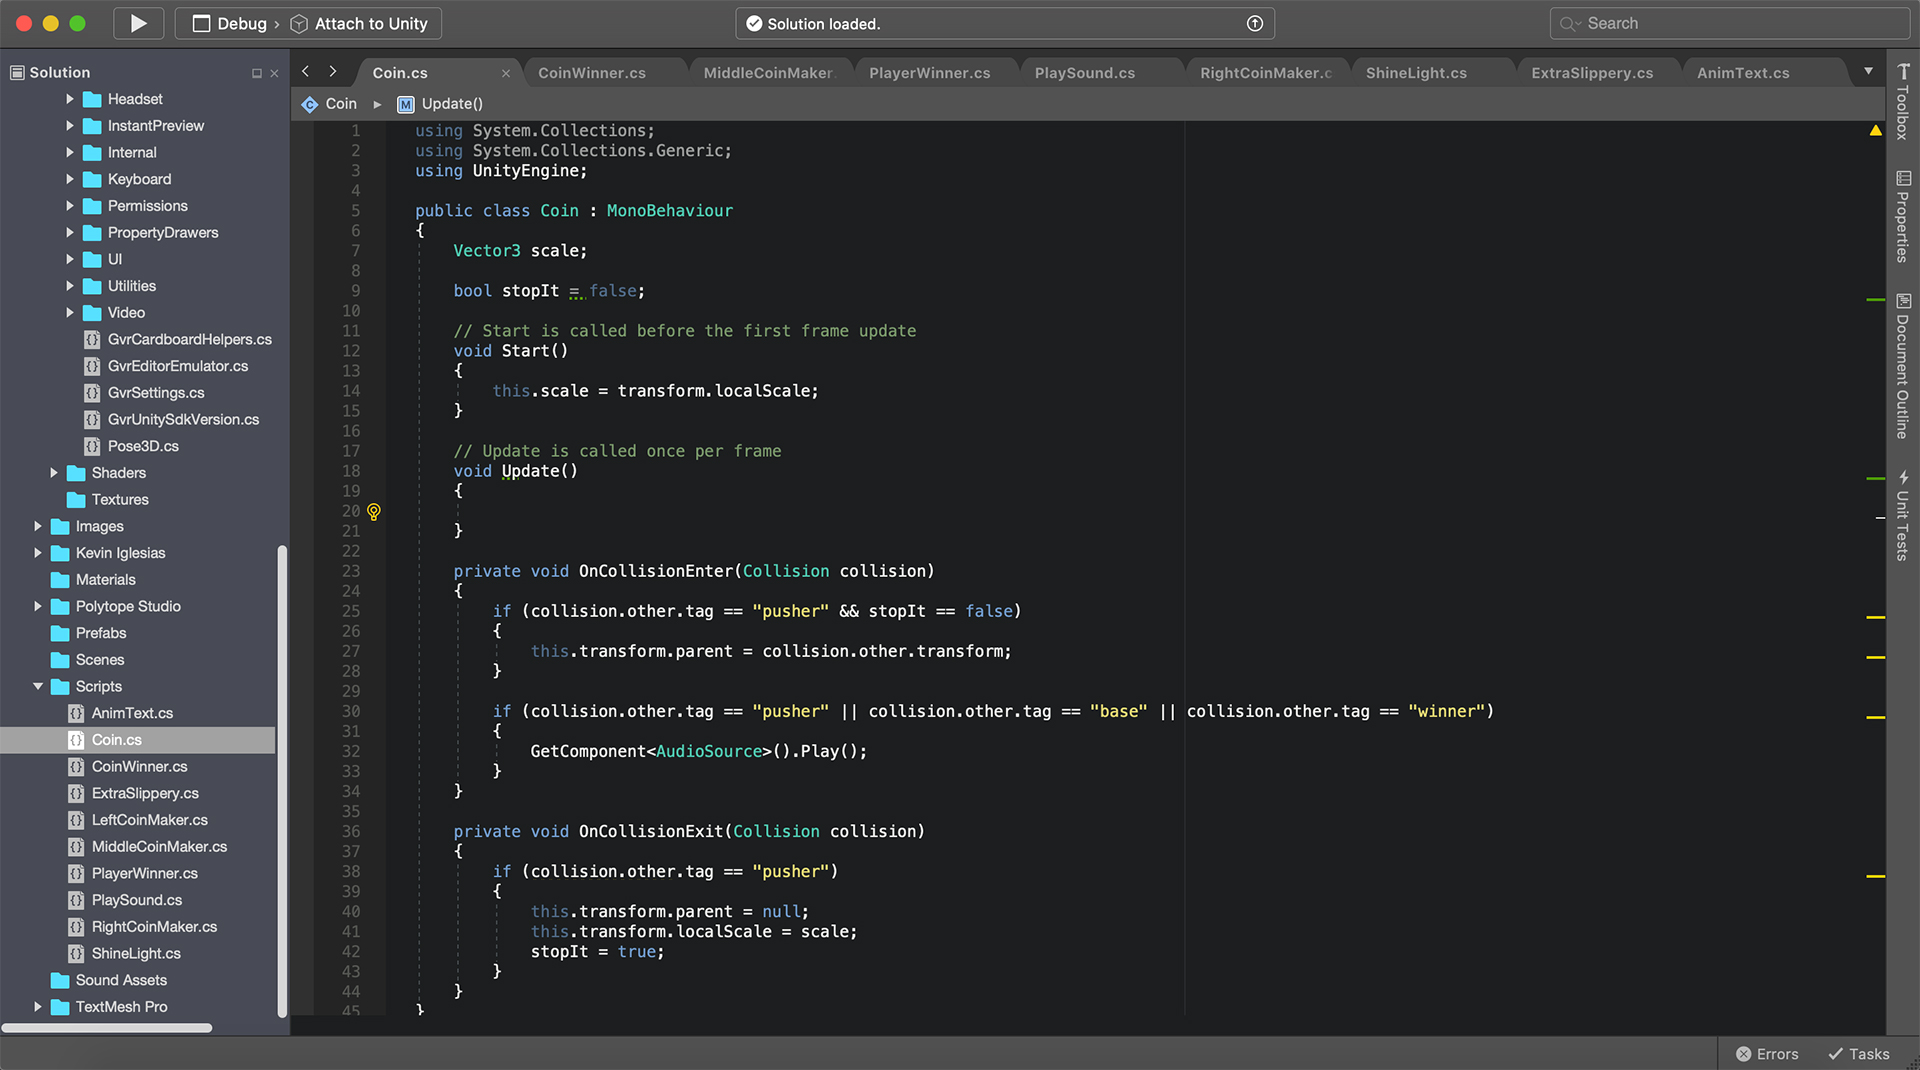 Debug › Attach to Unity
Solution loaded.
Search
Solution
Headset
InstantPreview
Internal
Keyboard
Permissions
PropertyDrawers
UI
Utilities
Video
GvrCardboardHelpers.cs
GvrEditorEmulator.cs
GvrSettings.cs
GvrUnitySdkVersion.cs
Pose3D.cs
Shaders
Textures
Images
Kevin Iglesias
Materials
Polytope Studio
Prefabs
Scenes
Scripts
AnimText.cs
Coin.cs
CoinWinner.cs
ExtraSlippery.cs
LeftCoinMaker.cs
MiddleCoinMaker.cs
PlayerWinner.cs
PlaySound.cs
RightCoinMaker.cs
ShineLight.cs
Sound Assets
TextMesh Pro
Coin.cs CoinWinner.cs MiddleCoinMaker. PlayerWinner.cs PlaySound.cs RightCoinMaker.c ShineLight.cs ExtraSlippery.cs AnimText.cs
C Coin M Update()
1 using System.Collections;
2 using System.Collections.Generic;
3 using UnityEngine;
4
5 public class Coin : MonoBehaviour
6 {
7 Vector3 scale;
8
9 bool stopIt = false;
10
11 // Start is called before the first frame update
12 void Start()
13 {
14 this.scale = transform.localScale;
15 }
16
17 // Update is called once per frame
18 void Update()
19 {
20
21 }
22
23 private void OnCollisionEnter(Collision collision)
24 {
25 if (collision.other.tag == "pusher" && stopIt == false)
26 {
27 this.transform.parent = collision.other.transform;
28 }
29
30 if (collision.other.tag == "pusher" || collision.other.tag == "base" || collision.other.tag == "winner")
31 {
32 GetComponent<AudioSource>().Play();
33 }
34 }
35
36 private void OnCollisionExit(Collision collision)
37 {
38 if (collision.other.tag == "pusher")
39 {
40 this.transform.parent = null;
41 this.transform.localScale = scale;
42 stopIt = true;
43 }
44 }
45 }
Toolbox
Properties
Document Outline
Unit Tests
Errors
Tasks